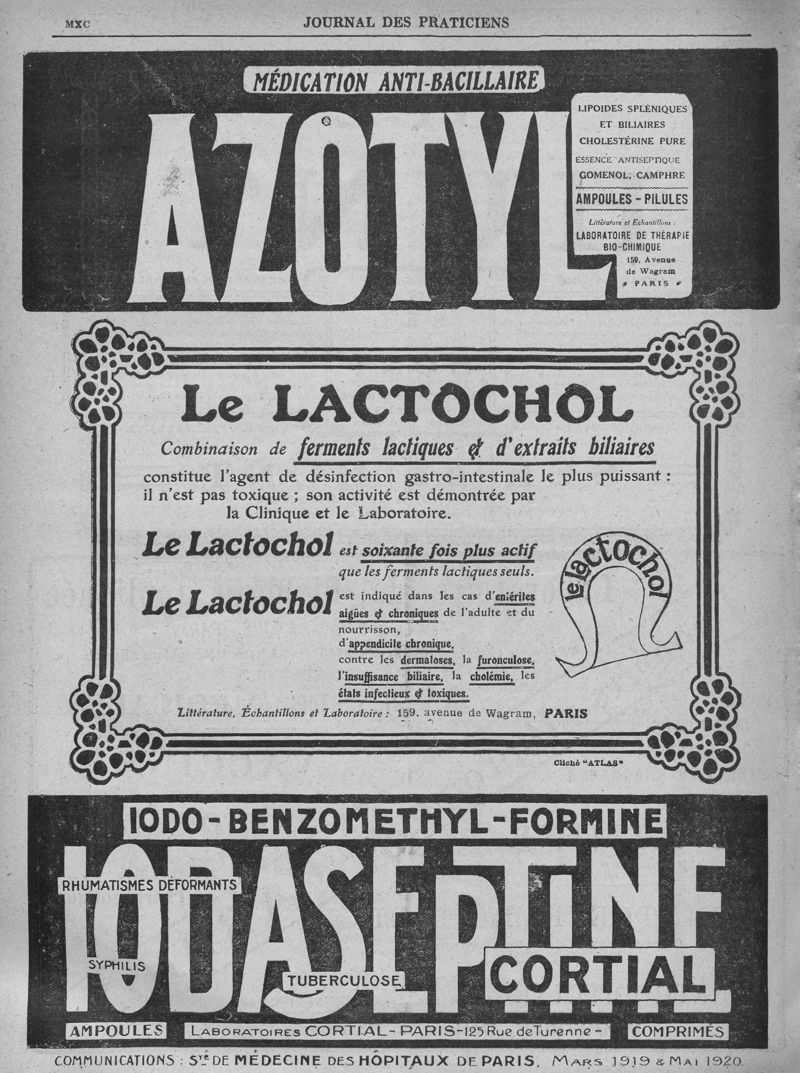 MXC
JOURNAL DES PRATICIENS
MÉDICATION ANTI-BACILLAIRE
AZOTYL
LIPOIDES SPLÉNIQUES
ET BILIAIRES
CHOLESTÉRINE PURE
ESSENCE ANTISEPTIQUE
GOMENOL, CAMPHRE
AMPOULES - PILULES
Littérature et Echantillons :
LABORATOIRE DE THÉRAPIE
BIO-CHIMIQUE
159, Avenue
de Wagram
PARIS
Le LACTOCHOL
Combinaison de ferments lactiques & d'extraits biliaires
constitue l'agent de désinfection gastro-intestinale le plus puissant :
il n'est pas toxique ; son activité est démontrée par
la Clinique et le Laboratoire.
Le Lactochol est soixante fois plus actif
que les ferments lactiques seuls.
Le Lactochol est indiqué dans les cas d'entérites
aigües & chroniques de l'adulte et du
nourrisson,
d'appendicite chronique,
contre les dermatoses, la furonculose,
l'insuffisance biliaire, la cholémie, les
états infectieux & toxiques.
le lactochol
Littérature, Échantillons et Laboratoire : 159, avenue de Wagram, PARIS
Cliché "ATLAS"
IODO-BENZOMETHYL-FORMINE
IODASEPTINE
RHUMATISMES DÉFORMANTS
SYPHILIS
TUBERCULOSE
CORTIAL
AMPOULES
LABORATOIRES CORTIAL - PARIS - 125 Rue de Turenne -
COMPRIMÉS
COMMUNICATIONS : STÉ DE MÉDECINE DES HÔPITAUX DE PARIS, MARS 1919 & MAI 1920.